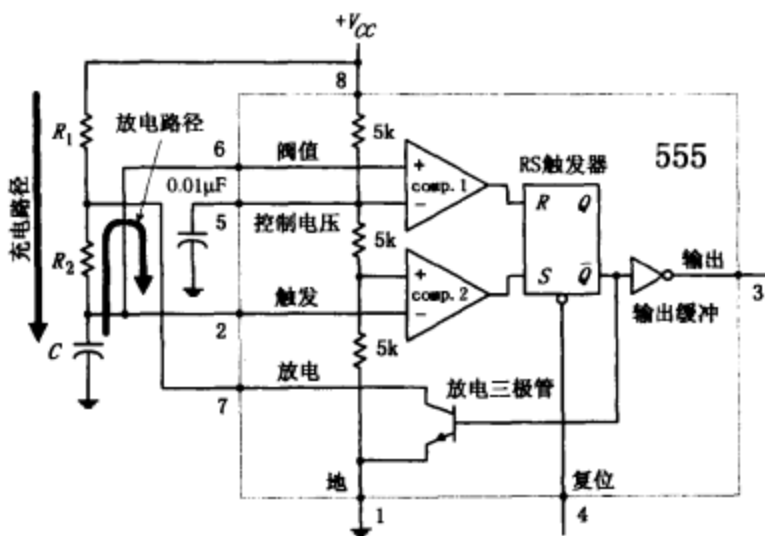 +V_CC
8
R₁
放电路径
5k
555
6
阀值
RS触发器
0.01μF
+
comp.1
−
R Q
充电路径
5
控制电压
5k
R₂
+
comp.2
−
S Q̄
输出
3
触发
2
输出缓冲
C
5k
放电
放电三极管
7
地
复位
1
4